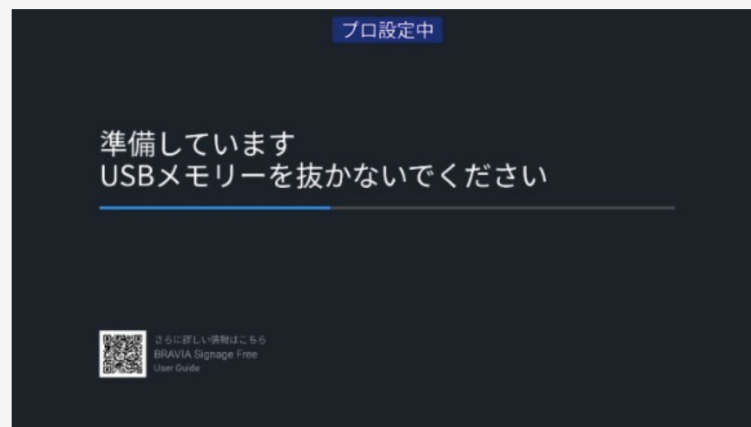 プロ設定中
準備しています
USBメモリーを抜かないでください
さらに詳しい情報はこちら
BRAVIA Signage Free
User Guide